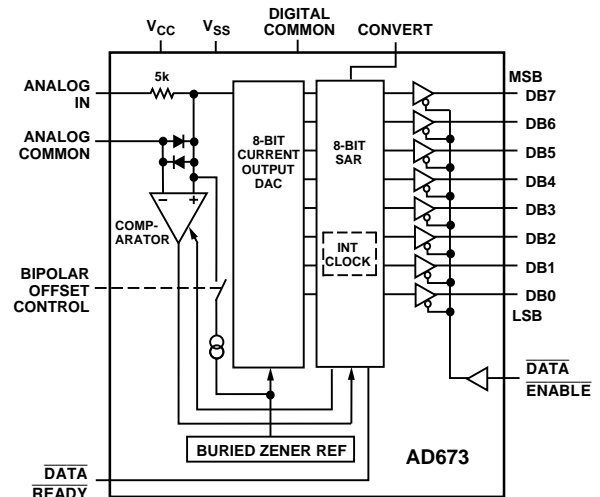 V_CC V_SS DIGITAL COMMON CONVERT
ANALOG IN
5k
MSB
DB7
DB6
DB5
DB4
DB3
DB2
DB1
DB0
LSB
ANALOG COMMON
8-BIT CURRENT OUTPUT DAC
8-BIT SAR
– +
COMP-
ARATOR
INT CLOCK
BIPOLAR OFFSET CONTROL
DATA ENABLE
BURIED ZENER REF
AD673
DATA READY